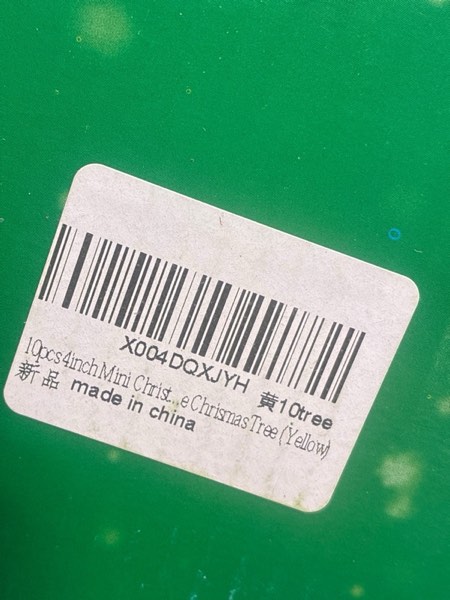 X004DQXJYH 黄10tree
10pcs 4inch Mini Christ...e Chrismas Tree (Yellow)
新品 made in china